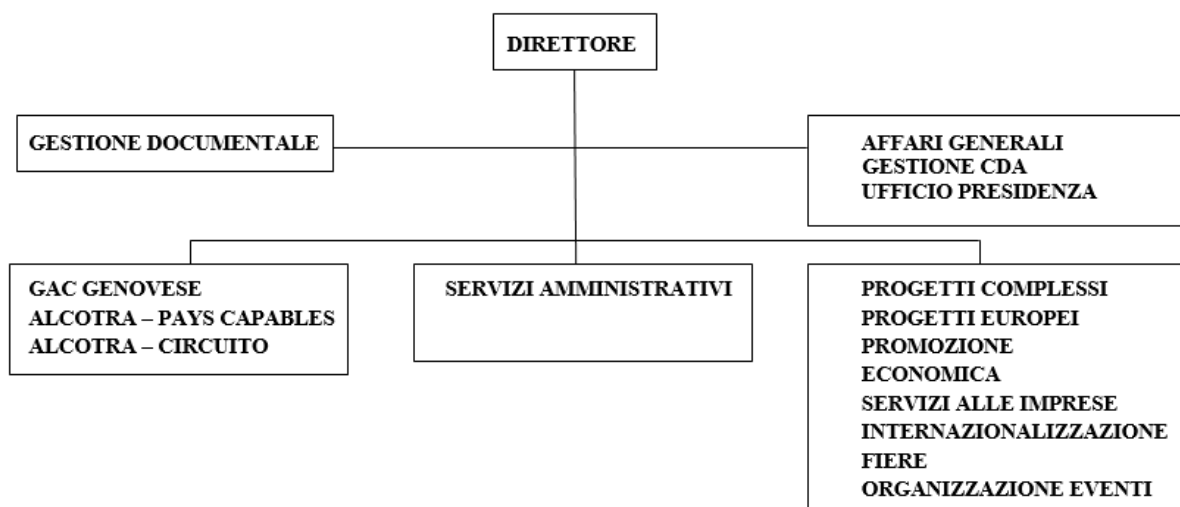 DIRETTORE
GESTIONE DOCUMENTALE
AFFARI GENERALI
GESTIONE CDA
UFFICIO PRESIDENZA
GAC GENOVESE
ALCOTRA – PAYS CAPABLES
ALCOTRA – CIRCUITO
SERVIZI AMMINISTRATIVI
PROGETTI COMPLESSI
PROGETTI EUROPEI
PROMOZIONE
ECONOMICA
SERVIZI ALLE IMPRESE
INTERNAZIONALIZZAZIONE
FIERE
ORGANIZZAZIONE EVENTI